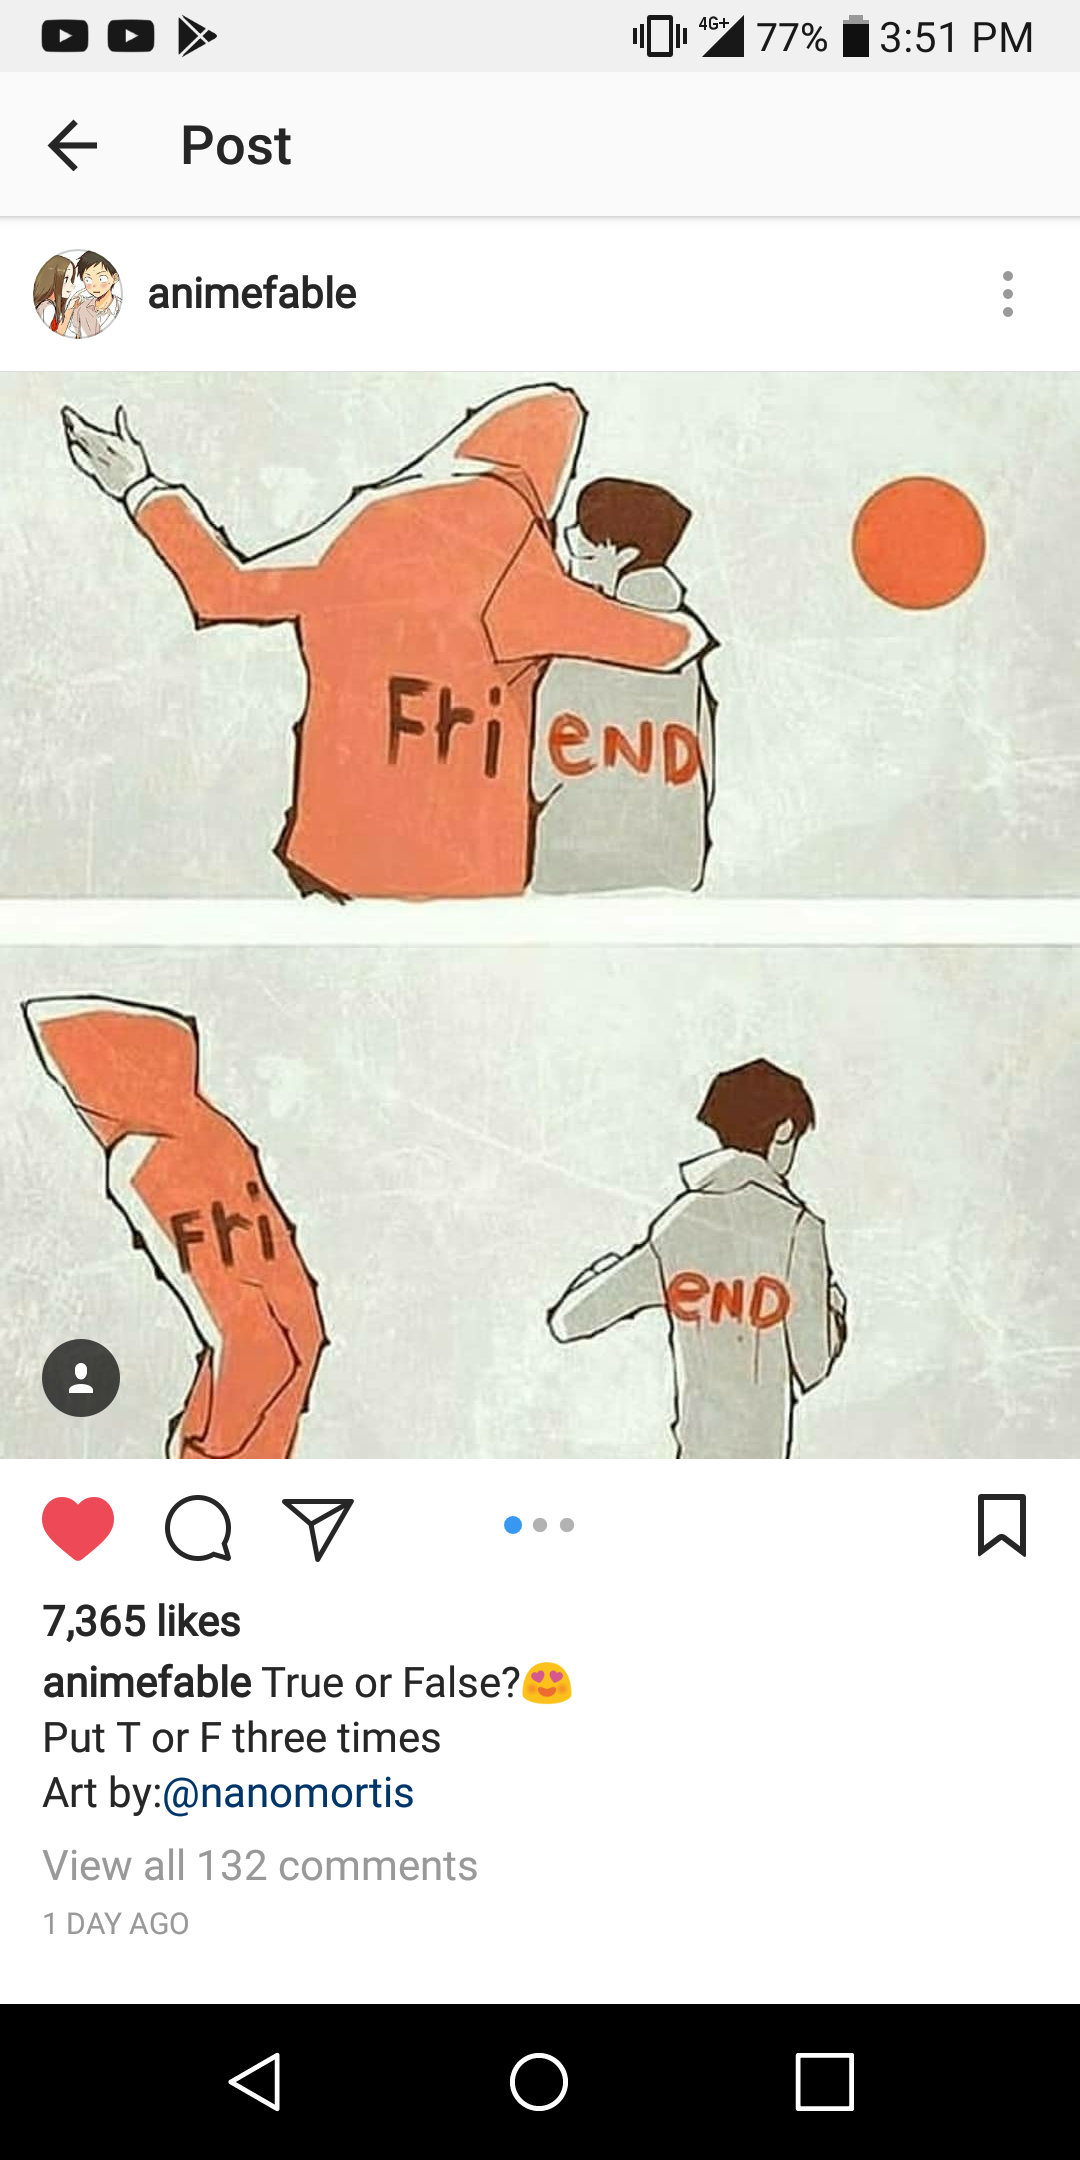 4G+ 77% 3:51 PM
Post
animefable
Fri eND
Fri
eND
7,365 likes
animefable True or False?😍
Put T or F three times
Art by:@nanomortis
View all 132 comments
1 DAY AGO